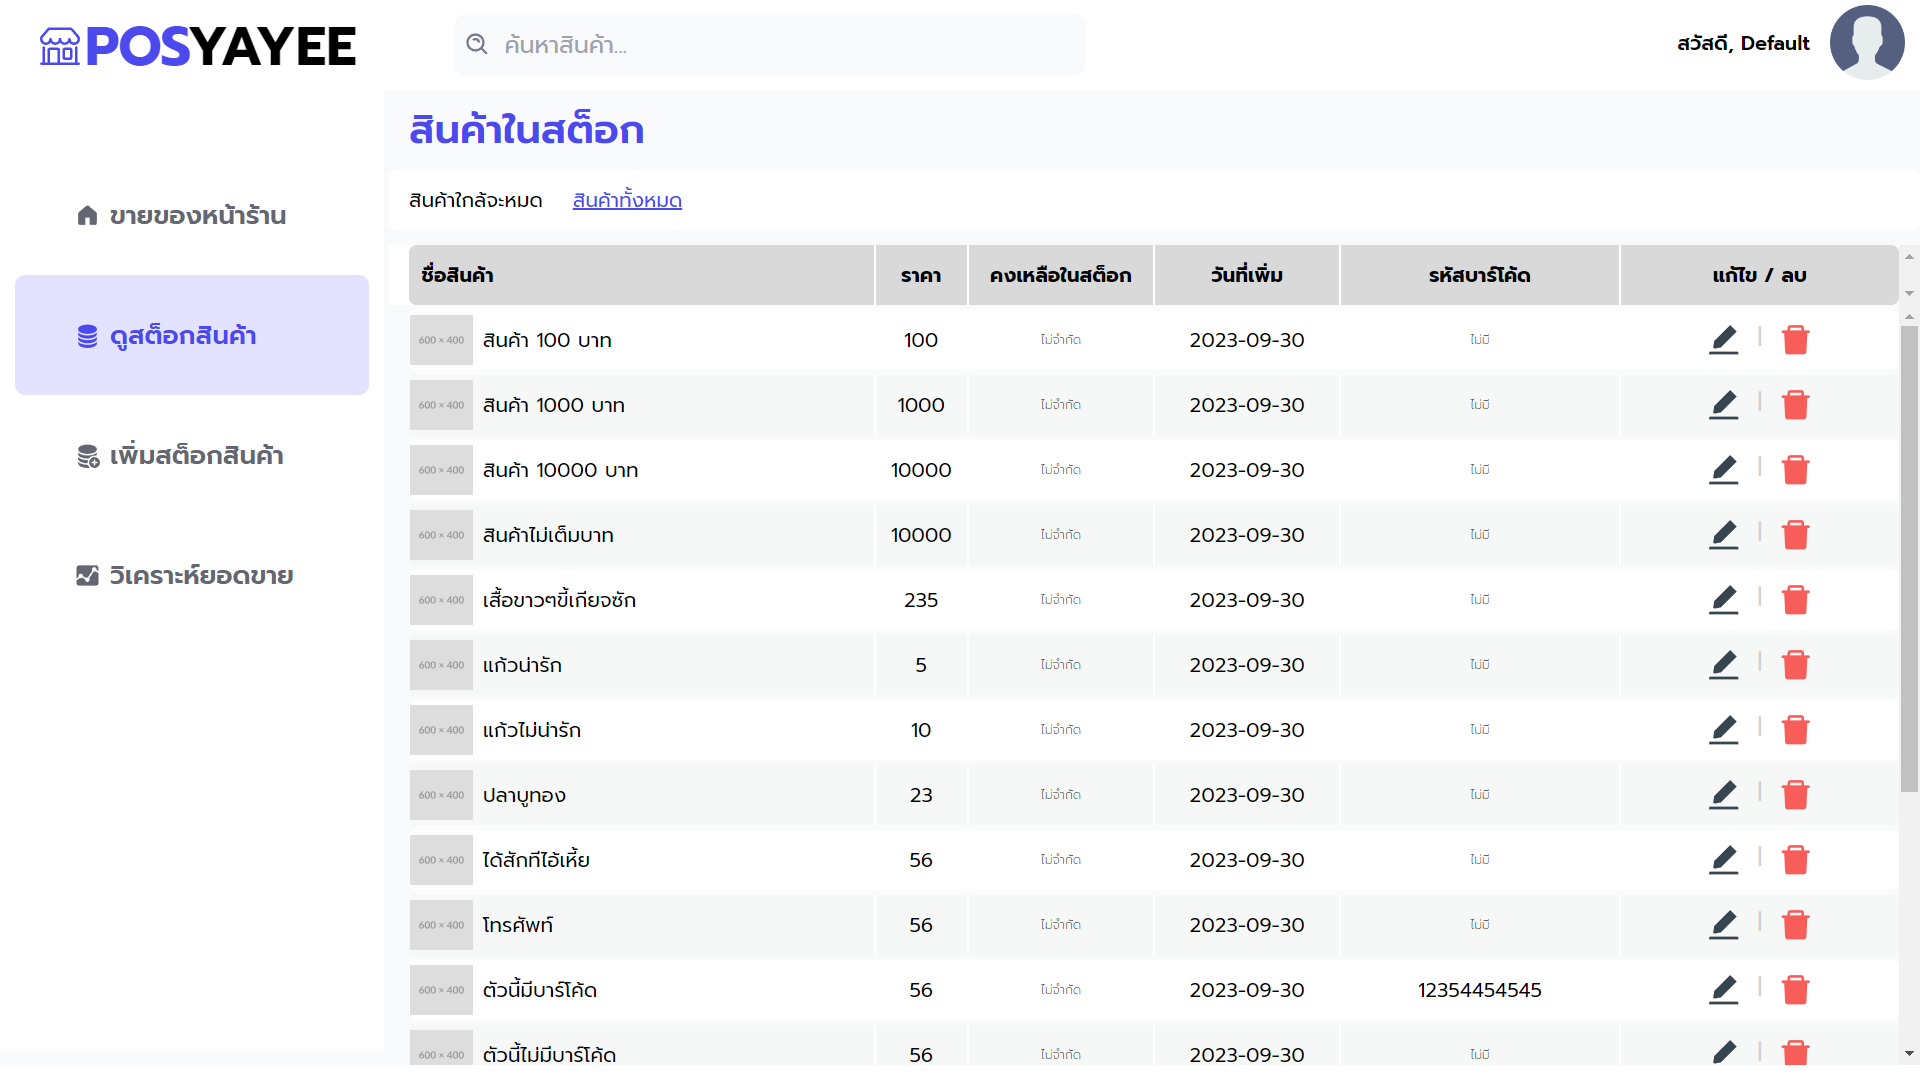 POSYAYEE
ค้นหาสินค้า...
สวัสดี, Default
ขายของหน้าร้าน
ดูสต็อกสินค้า
เพิ่มสต็อกสินค้า
วิเคราะห์ยอดขาย
สินค้าในสต็อก
สินค้าใกล้จะหมด สินค้าทั้งหมด
ชื่อสินค้า ราคา คงเหลือในสต็อก วันที่เพิ่ม รหัสบาร์โค้ด แก้ไข / ลบ
600 × 400 สินค้า 100 บาท 100 ไม่จำกัด 2023-09-30 ไม่มี |
600 × 400 สินค้า 1000 บาท 1000 ไม่จำกัด 2023-09-30 ไม่มี |
600 × 400 สินค้า 10000 บาท 10000 ไม่จำกัด 2023-09-30 ไม่มี |
600 × 400 สินค้าไม่เต็มบาท 10000 ไม่จำกัด 2023-09-30 ไม่มี |
600 × 400 เสื้อขาวๆขี้เกียจซัก 235 ไม่จำกัด 2023-09-30 ไม่มี |
600 × 400 แก้วน่ารัก 5 ไม่จำกัด 2023-09-30 ไม่มี |
600 × 400 แก้วไม่น่ารัก 10 ไม่จำกัด 2023-09-30 ไม่มี |
600 × 400 ปลาบูทอง 23 ไม่จำกัด 2023-09-30 ไม่มี |
600 × 400 ได้สักทีไอ้เหี้ย 56 ไม่จำกัด 2023-09-30 ไม่มี |
600 × 400 โทรศัพท์ 56 ไม่จำกัด 2023-09-30 ไม่มี |
600 × 400 ตัวนี้มีบาร์โค้ด 56 ไม่จำกัด 2023-09-30 12354454545 |
600 × 400 ตัวนี้ไม่มีบาร์โค้ด 56 ไม่จำกัด 2023-09-30 ไม่มี |